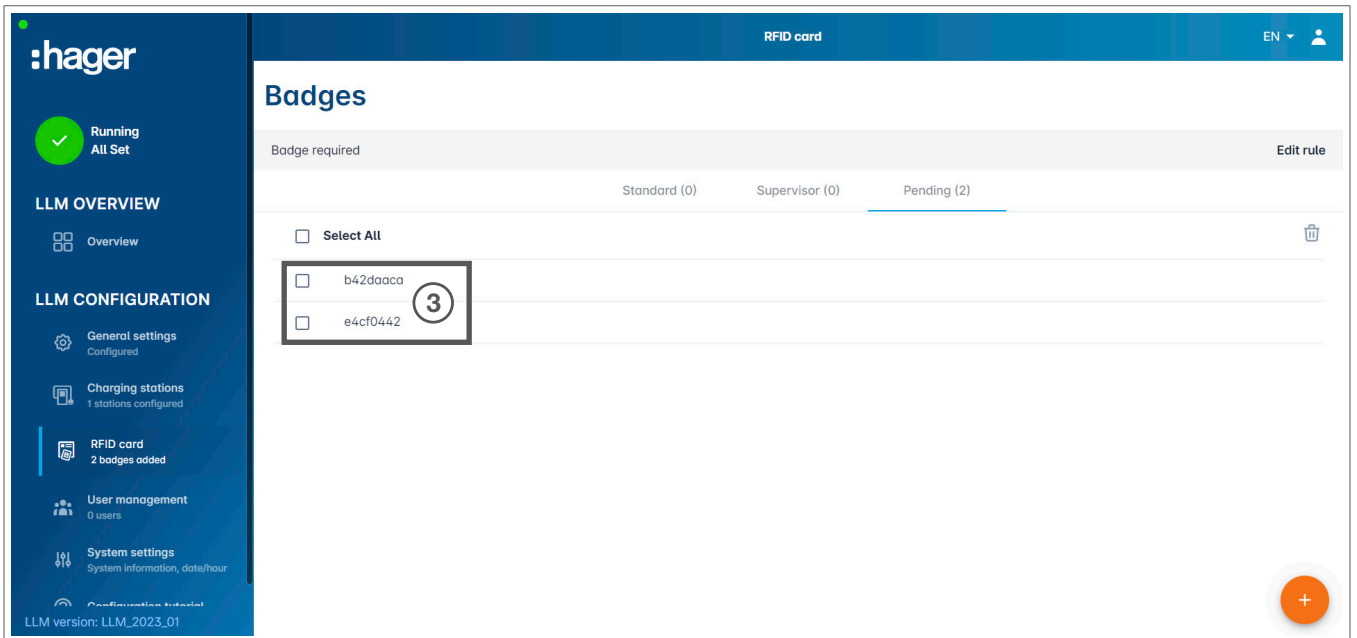 :hager
RFID card
EN
Badges
Running
All Set
Badge required
Edit rule
Standard (0)
Supervisor (0)
Pending (2)
LLM OVERVIEW
Overview
Select All
b42daaca
e4cf0442
3
LLM CONFIGURATION
General settings
Configured
Charging stations
1 stations configured
RFID card
2 badges added
User management
0 users
System settings
System information, date/hour
Configuration tutorial
LLM version: LLM_2023_01
+